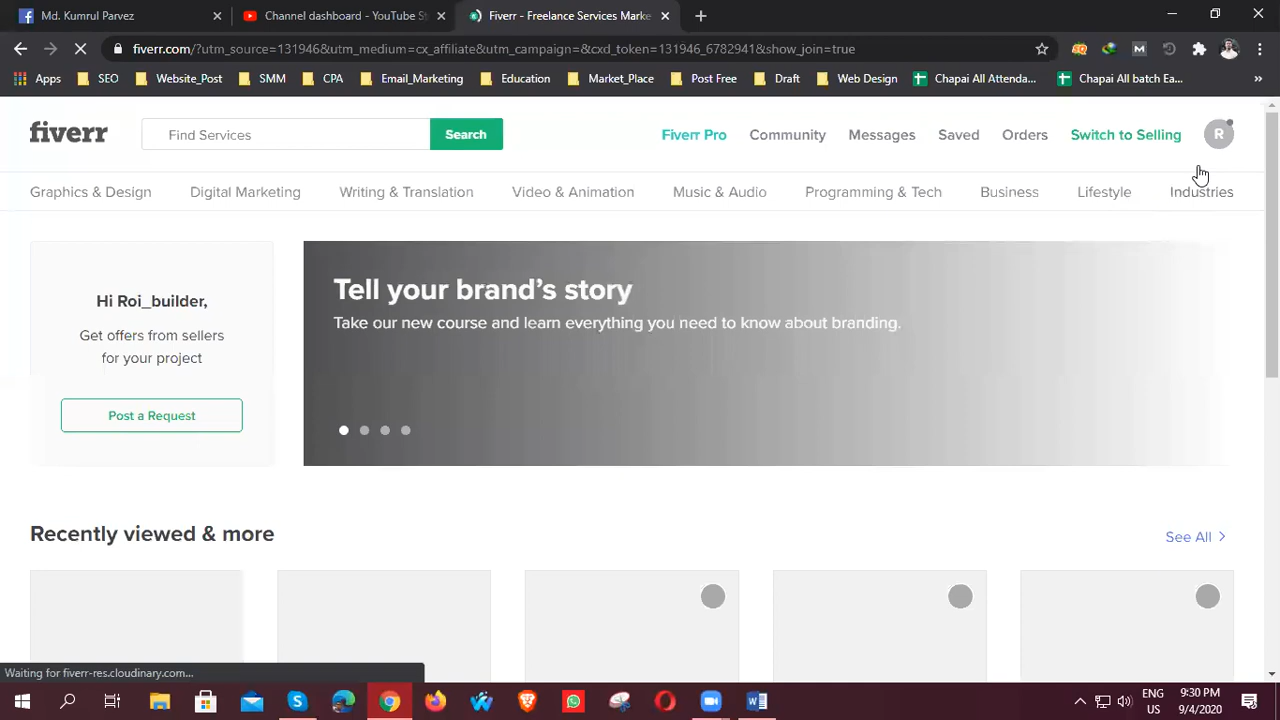 Md. Kumrul Parvez
Channel dashboard - YouTube St
Fiverr - Freelance Services Marke
fiverr.com/?utm_source=131946&utm_medium=cx_affiliate&utm_campaign=&cxd_token=131946_6782941&show_join=true
Apps SEO Website_Post SMM CPA Email_Marketing Education Market_Place Post Free Draft Web Design Chapai All Attenda... Chapai All batch Ea...
fiverr Find Services Search Fiverr Pro Community Messages Saved Orders Switch to Selling R
Graphics & Design Digital Marketing Writing & Translation Video & Animation Music & Audio Programming & Tech Business Lifestyle Industries
Tell your brand's story
Take our new course and learn everything you need to know about branding.
Hi Roi_builder,
Get offers from sellers
for your project
Post a Request
Recently viewed & more
See All
Waiting for fiverr-res.cloudinary.com...
ENG
US
9:30 PM
9/4/2020